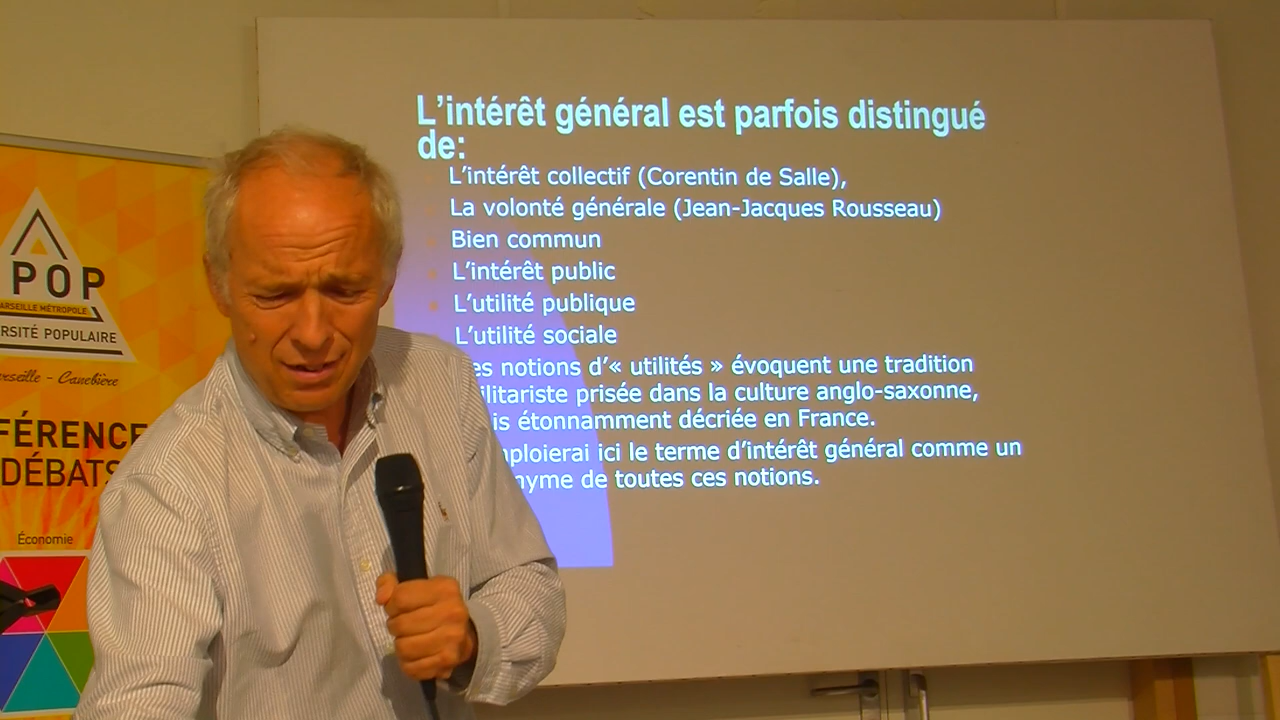 L'intérêt général est parfois distingué
de:
L'intérêt collectif (Corentin de Salle),
La volonté générale (Jean-Jacques Rousseau)
Bien commun
L'intérêt public
L'utilité publique
L'utilité sociale
es notions d'« utilités » évoquent une tradition
ilitariste prisée dans la culture anglo-saxonne,
is étonnamment décriée en France.
ploierai ici le terme d'intérêt général comme un
nyme de toutes ces notions.
POP
ARSEILLE MÉTROPOLE
RSITÉ POPULAIRE
rseille - Canebière
FÉRENCE
DÉBATS
Économie